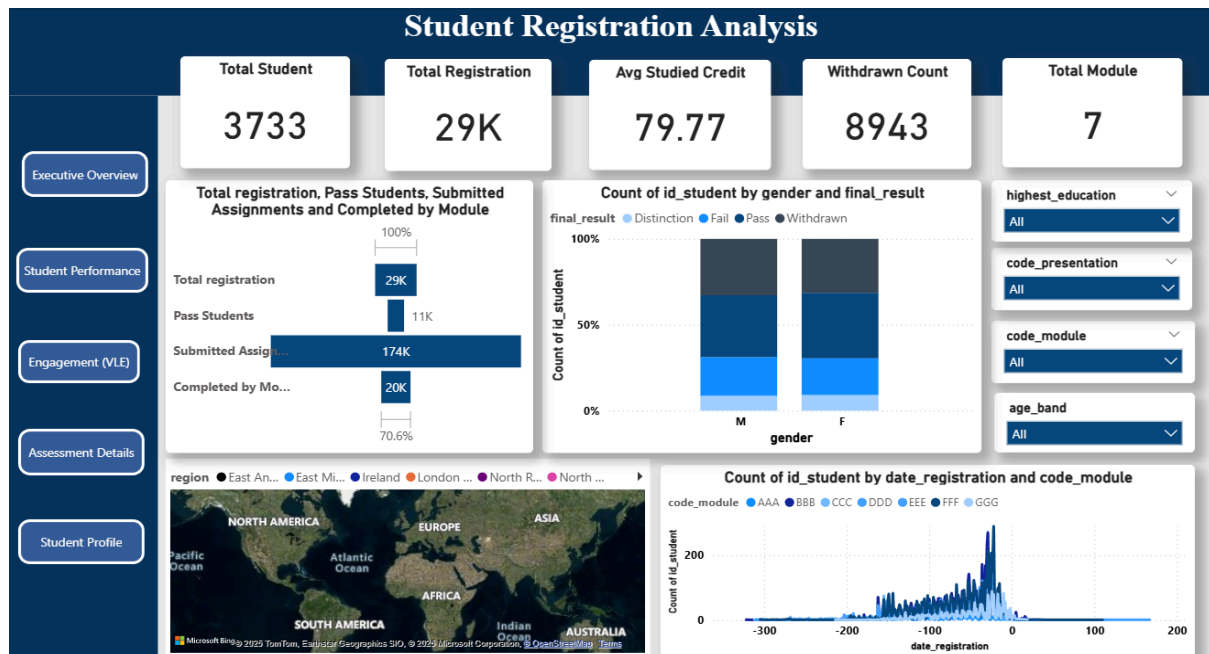 Student Registration Analysis
Total Student
3733
Total Registration
29K
Avg Studied Credit
79.77
Withdrawn Count
8943
Total Module
7
Executive Overview
Student Performance
Engagement (VLE)
Assessment Details
Student Profile
Total registration, Pass Students, Submitted
Assignments and Completed by Module
100%
Total registration
29K
Pass Students
11K
Submitted Assign...
174K
Completed by Mo...
20K
70.6%
Count of id_student by gender and final_result
final_result Distinction Fail Pass Withdrawn
100%
50%
0%
Count of id_student
M F
gender
highest_education
All
code_presentation
All
code_module
All
age_band
All
region East An... East Mi... Ireland London ... North R... North ...
NORTH AMERICA
EUROPE
ASIA
Pacific
Ocean
Atlantic
Ocean
AFRICA
SOUTH AMERICA
Indian
Ocean
AUSTRALIA
Microsoft Bing
© 2025 TomTom, Earthstar Geographics SIO, © 2025 Microsoft Corporation, © OpenStreetMap Terms
Count of id_student by date_registration and code_module
code_module AAA BBB CCC DDD EEE FFF GGG
Count of id_student
200
0
-300 -200 -100 0 100 200
date_registration